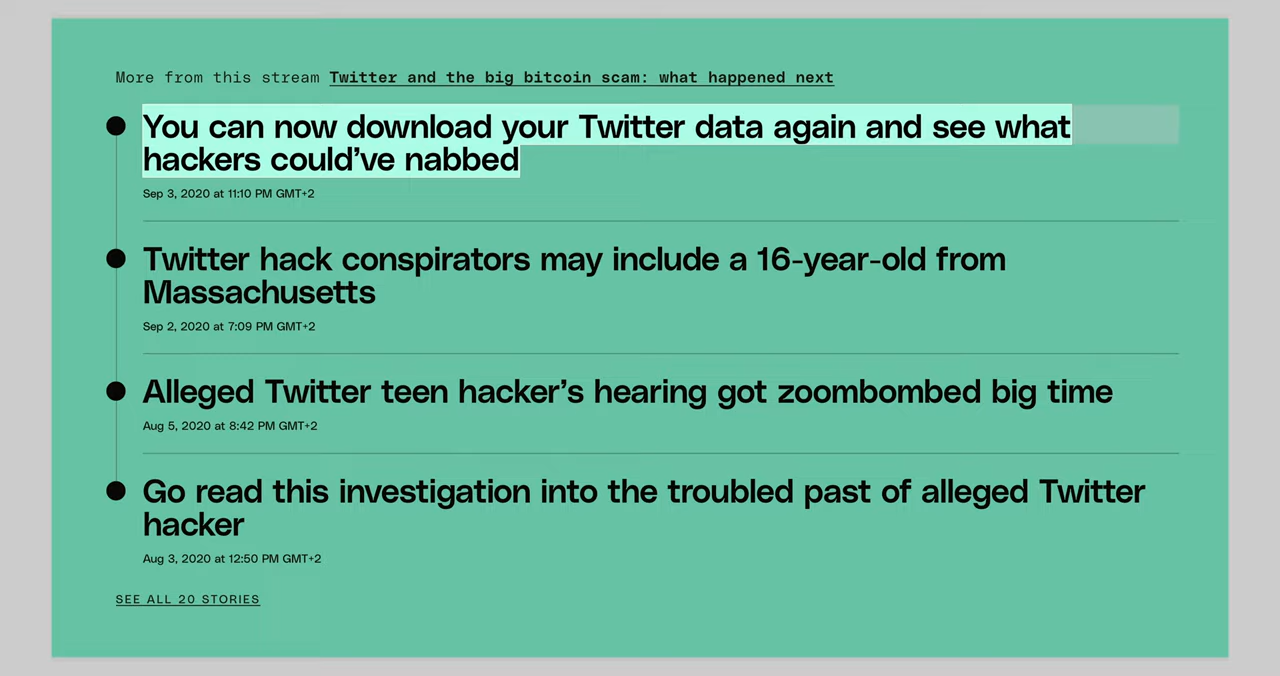 More from this stream Twitter and the big bitcoin scam: what happened next
You can now download your Twitter data again and see what
hackers could’ve nabbed
Sep 3, 2020 at 11:10 PM GMT+2
Twitter hack conspirators may include a 16-year-old from
Massachusetts
Sep 2, 2020 at 7:09 PM GMT+2
Alleged Twitter teen hacker’s hearing got zoombombed big time
Aug 5, 2020 at 8:42 PM GMT+2
Go read this investigation into the troubled past of alleged Twitter
hacker
Aug 3, 2020 at 12:50 PM GMT+2
SEE ALL 20 STORIES